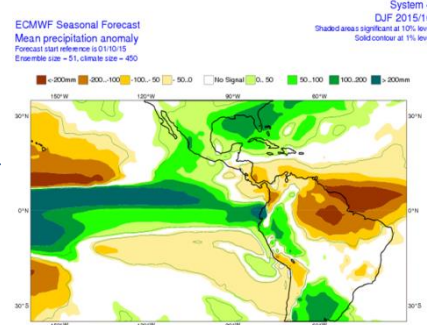 ECMWF Seasonal Forecast
Mean precipitation anomaly
Forecast start reference is 01/10/15
Ensemble size = 51, climate size = 450
System
DJF 2015/1
Shaded areas significant at 10% lev
Solid contour at 1% lev
<-200mm -200..-100 -100..-50 -50..0 No Signal 0..50 50..100 100..200 > 200mm
150°W 120°W 90°W 60°W
30°N 30°N
0°N 0°N
30°S 30°S